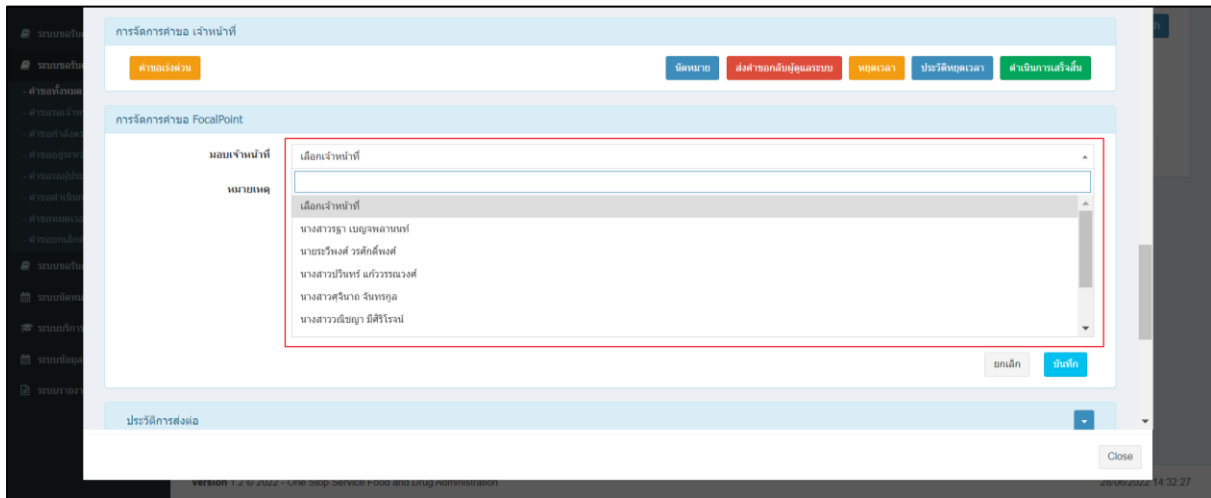 การจัดการคำขอ เจ้าหน้าที่
คำขอเร่งด่วน
นัดหมาย
ส่งคำขอกลับผู้ดูแลระบบ
หยุดเวลา
ประวัติหยุดเวลา
ดำเนินการเสร็จสิ้น
- คำขอทั้งหมด
การจัดการคำขอ FocalPoint
มอบเจ้าหน้าที่
เลือกเจ้าหน้าที่
หมายเหตุ
เลือกเจ้าหน้าที่
นางสาวรฐา เบญจพลานนท์
นายระวีพงศ์ วรศักดิ์พงศ์
นางสาวปวีนทร์ แก้ววรรณวงศ์
นางสาวศุจินาถ จันทรกุล
นางสาววณิชญา มีศิริโรจน์
ยกเลิก
บันทึก
ประวัติการส่งต่อ
Close
Version 1.2 © 2022 - One Stop Service Food and Drug Administration
28/06/2022 14:32:27